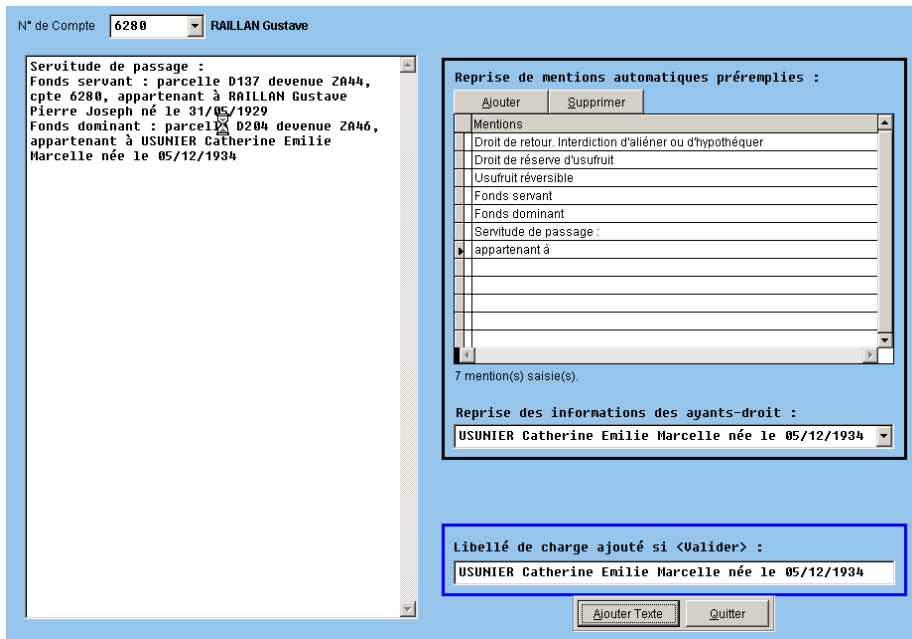 N° de Compte 6280 RAILLAN Gustave
Servitude de passage :
Fonds servant : parcelle D137 devenue ZA44,
cpte 6280, appartenant à RAILLAN Gustave
Pierre Joseph né le 31/05/1929
Fonds dominant : parcelle D204 devenue ZA46,
appartenant à USUNIER Catherine Emilie
Marcelle née le 05/12/1934
Reprise de mentions automatiques préremplies :
Ajouter Supprimer
Mentions
Droit de retour. Interdiction d'aliéner ou d'hypothéquer
Droit de réserve d'usufruit
Usufruit réversible
Fonds servant
Fonds dominant
Servitude de passage :
appartenant à
7 mention(s) saisie(s).
Reprise des informations des ayants-droit :
USUNIER Catherine Emilie Marcelle née le 05/12/1934
Libellé de charge ajouté si <Valider> :
USUNIER Catherine Emilie Marcelle née le 05/12/1934
Ajouter Texte Quitter